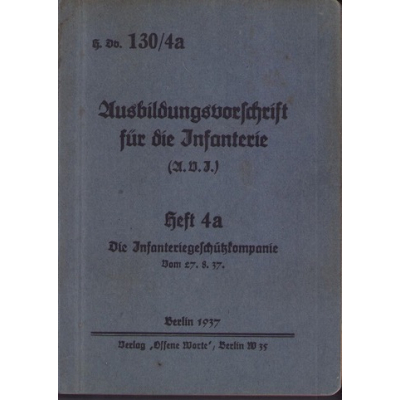 H. Dv. 130/4a
Ausbildungsvorschrift
für die Infanterie
(A. V. I.)
Heft 4a
Die Infanteriegeschützkompanie
Vom 27. 8. 37.
Berlin 1937
Verlag „Offene Worte“, Berlin W 35